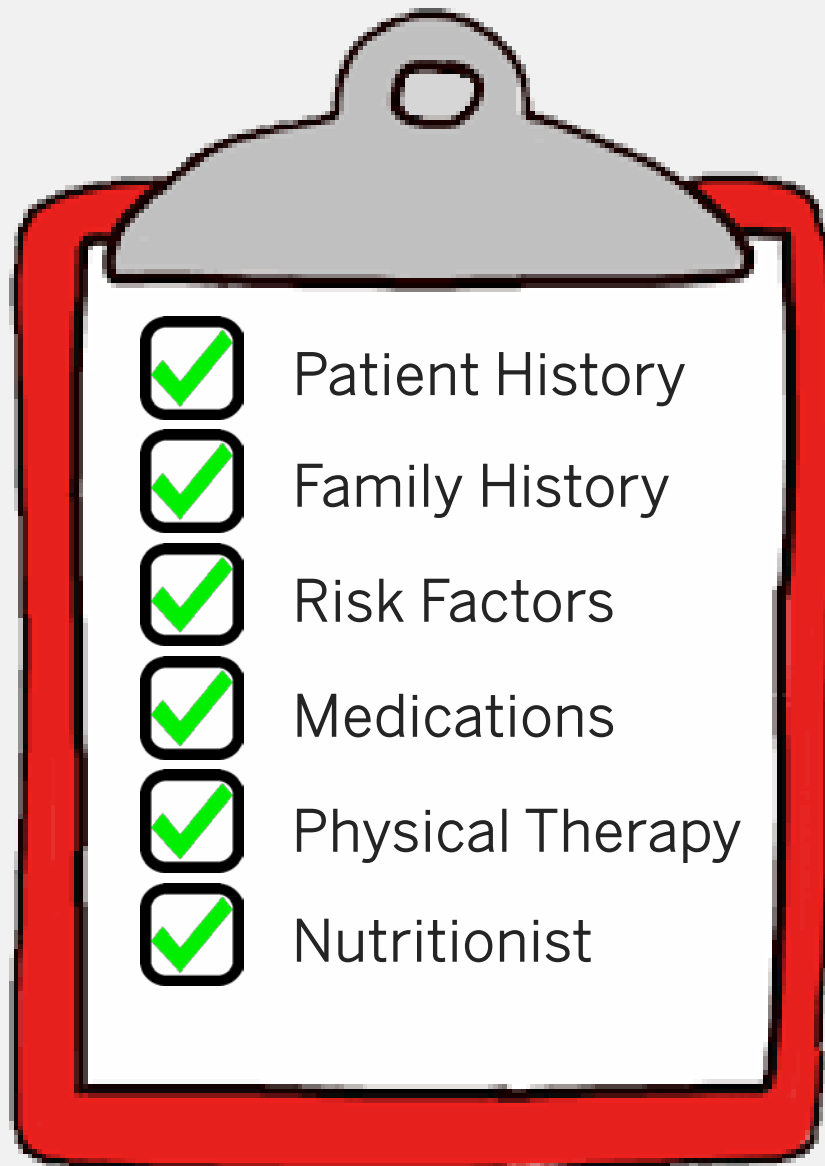 Patient History
Family History
Risk Factors
Medications
Physical Therapy
Nutritionist